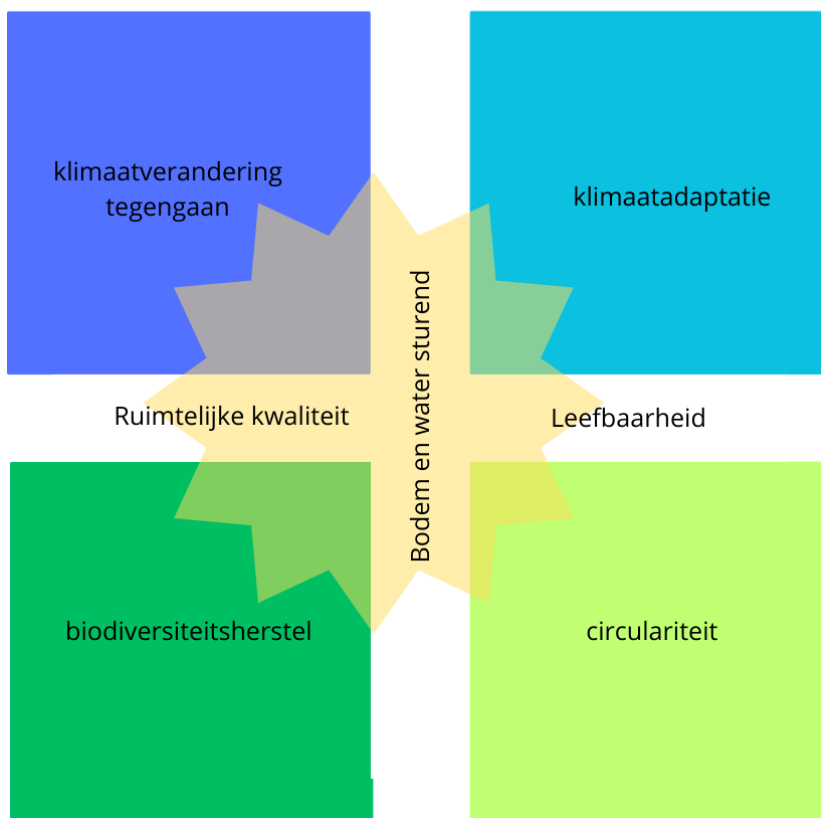 klimaatverandering
tegengaan
klimaatadaptatie
Bodem en water sturend
Ruimtelijke kwaliteit
Leefbaarheid
biodiversiteitsherstel
circulariteit